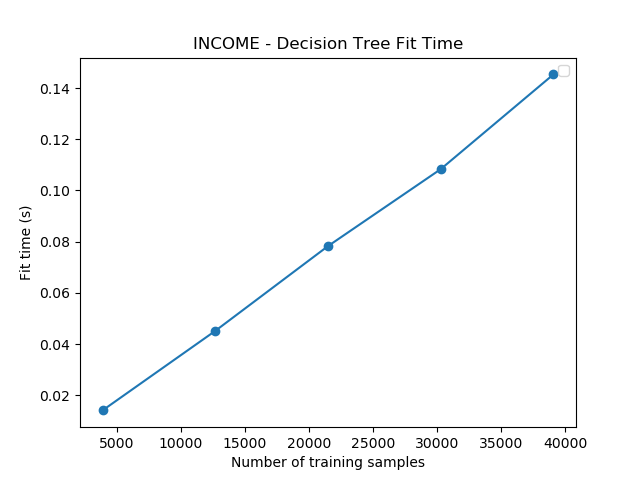 INCOME - Decision Tree Fit Time
Fit time (s)
0.14
0.12
0.10
0.08
0.06
0.04
0.02
5000 10000 15000 20000 25000 30000 35000 40000
Number of training samples